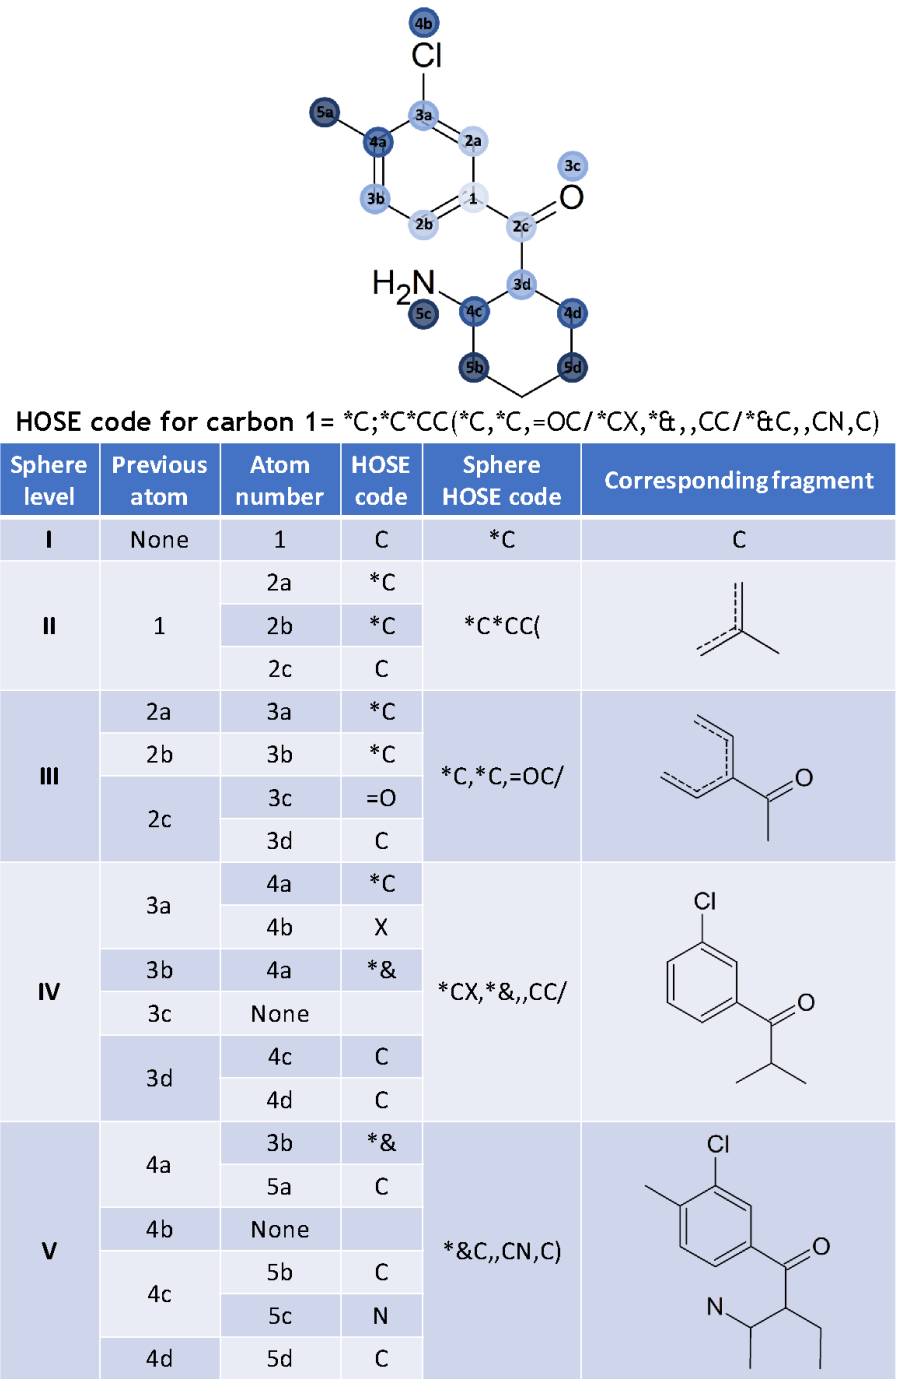 4b
Cl
5a
3a
4a
2a
3c
O
3b
1
2b
2c
H₂N
3d
5c
4c
4d
5b
5d
HOSE code for carbon 1= *C;*C*CC(*C,*C,=OC/*CX,*&,,CC/*&C,,CN,C)
Sphere level Previous atom Atom number HOSE code Sphere HOSE code Corresponding fragment
I None 1 C *C C
2a *C
II 1 2b *C *C*CC(
2c C
2a 3a *C
2b 3b *C
III *C,*C,=OC/ O
2c 3c =O
3d C
3a 4a *C Cl
4b X
3b 4a *&
IV *CX,*&,,CC/ O
3c None
3d 4c C
4d C
4a 3b *& Cl
5a C
4b None
V *&C,,CN,C) O
4c 5b C
5c N N
4d 5d C